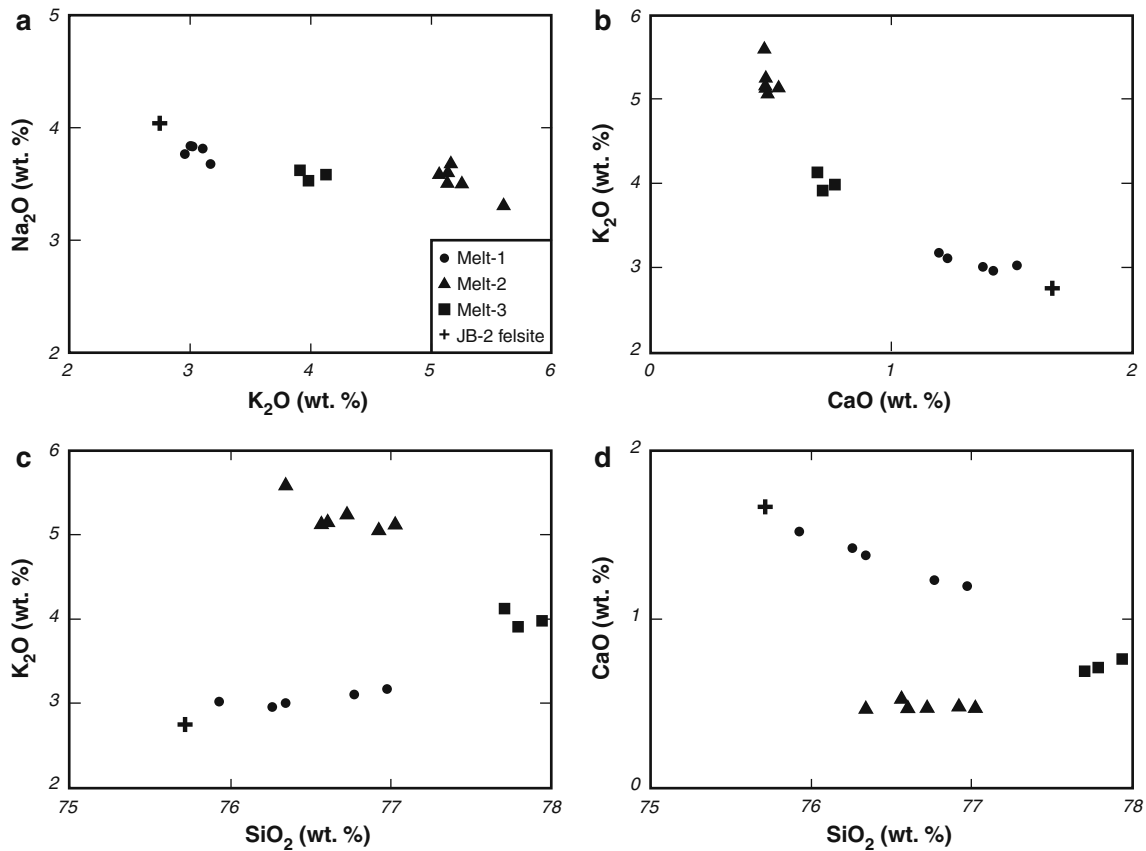 a
Na₂O (wt. %)
4
3
2
2 3 4 5 6
K₂O (wt. %)
Melt-1
Melt-2
Melt-3
JB-2 felsite
b
K₂O (wt. %)
6
5
4
3
2
0 1 2
CaO (wt. %)
c
K₂O (wt. %)
6
5
4
3
2
75 76 77 78
SiO₂ (wt. %)
d
CaO (wt. %)
2
1
0
75 76 77 78
SiO₂ (wt. %)